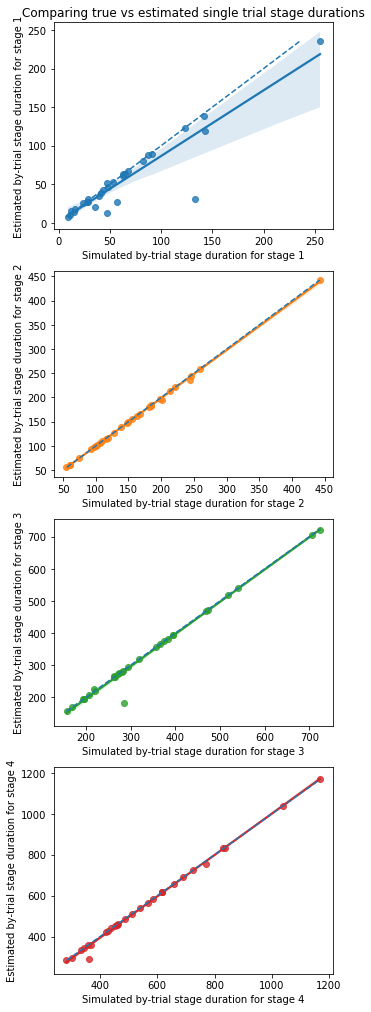 Comparing true vs estimated single trial stage durations
Estimated by-trial stage duration for stage 1
250
200
150
100
50
0
0 50 100 150 200 250
Simulated by-trial stage duration for stage 1
Estimated by-trial stage duration for stage 2
450
400
350
300
250
200
150
100
50
50 100 150 200 250 300 350 400 450
Simulated by-trial stage duration for stage 2
Estimated by-trial stage duration for stage 3
700
600
500
400
300
200
200 300 400 500 600 700
Simulated by-trial stage duration for stage 3
Estimated by-trial stage duration for stage 4
1200
1000
800
600
400
400 600 800 1000 1200
Simulated by-trial stage duration for stage 4